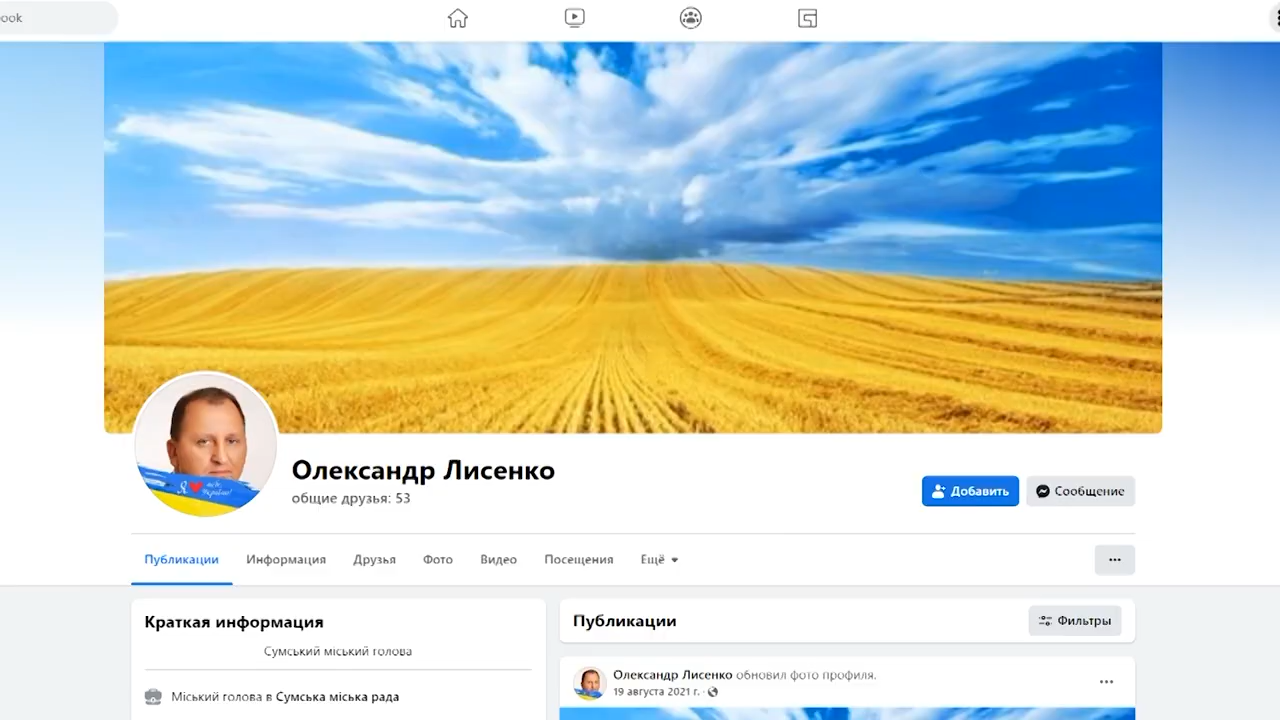 ook
Олександр Лисенко
общие друзья: 53
Добавить
Сообщение
Публикации
Информация
Друзья
Фото
Видео
Посещения
Ещё
Краткая информация
Сумський міський голова
Міський голова в Сумська міська рада
Публикации
Фильтры
Олександр Лисенко обновил фото профиля.
19 августа 2021 г. ·